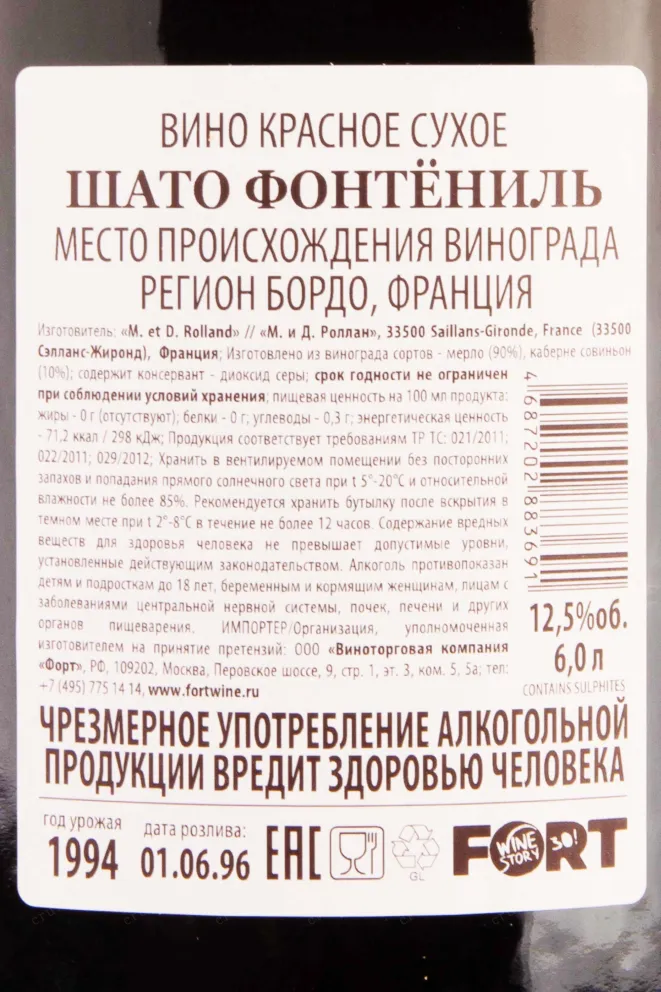 ВИНО КРАСНОЕ СУХОЕ
ШАТО ФОНТЁНИЛЬ
МЕСТО ПРОИСХОЖДЕНИЯ ВИНОГРАДА
РЕГИОН БОРДО, ФРАНЦИЯ
Изготовитель: «M. et D. Rolland» // «М. и Д. Роллан», 33500 Saillans-Gironde, France (33500
Сэлланс-Жиронд), Франция; Изготовлено из винограда сортов - мерло (90%), каберне совиньон
(10%); содержит консервант - диоксид серы; срок годности не ограничен
при соблюдении условий хранения; пищевая ценность на 100 мл продукта:
жиры - 0 г (отсутствуют); белки - 0 г; углеводы - 0,3 г; энергетическая ценность
- 71,2 ккал / 298 кДж; Продукция соответствует требованиям ТР ТС: 021/2011;
022/2011; 029/2012; Хранить в вентилируемом помещении без посторонних
запахов и попадания прямого солнечного света при t 5°-20°С и относительной
влажности не более 85%. Рекомендуется хранить бутылку после вскрытия в
темном месте при t 2°-8°С в течение не более 12 часов. Содержание вредных
веществ для здоровья человека не превышает допустимые уровни,
установленные действующим законодательством. Алкоголь противопоказан
детям и подросткам до 18 лет, беременным и кормящим женщинам, лицам с
заболеваниями центральной нервной системы, почек, печени и других
органов пищеварения. ИМПОРТЕР/Организация, уполномоченная
изготовителем на принятие претензий: ООО «Виноторговая компания
«Форт», РФ, 109202, Москва, Перовское шоссе, 9, стр. 1, эт. 3, ком. 5, 5а; тел:
+7 (495) 775 14 14, www.fortwine.ru
4 687202 883691
12,5%об.
6,0 л
CONTAINS SULPHITES
ЧРЕЗМЕРНОЕ УПОТРЕБЛЕНИЕ АЛКОГОЛЬНОЙ
ПРОДУКЦИИ ВРЕДИТ ЗДОРОВЬЮ ЧЕЛОВЕКА
год урожая
1994
дата розлива:
01.06.96
ЕАС
GL
FORT
WINE
STORY
30!